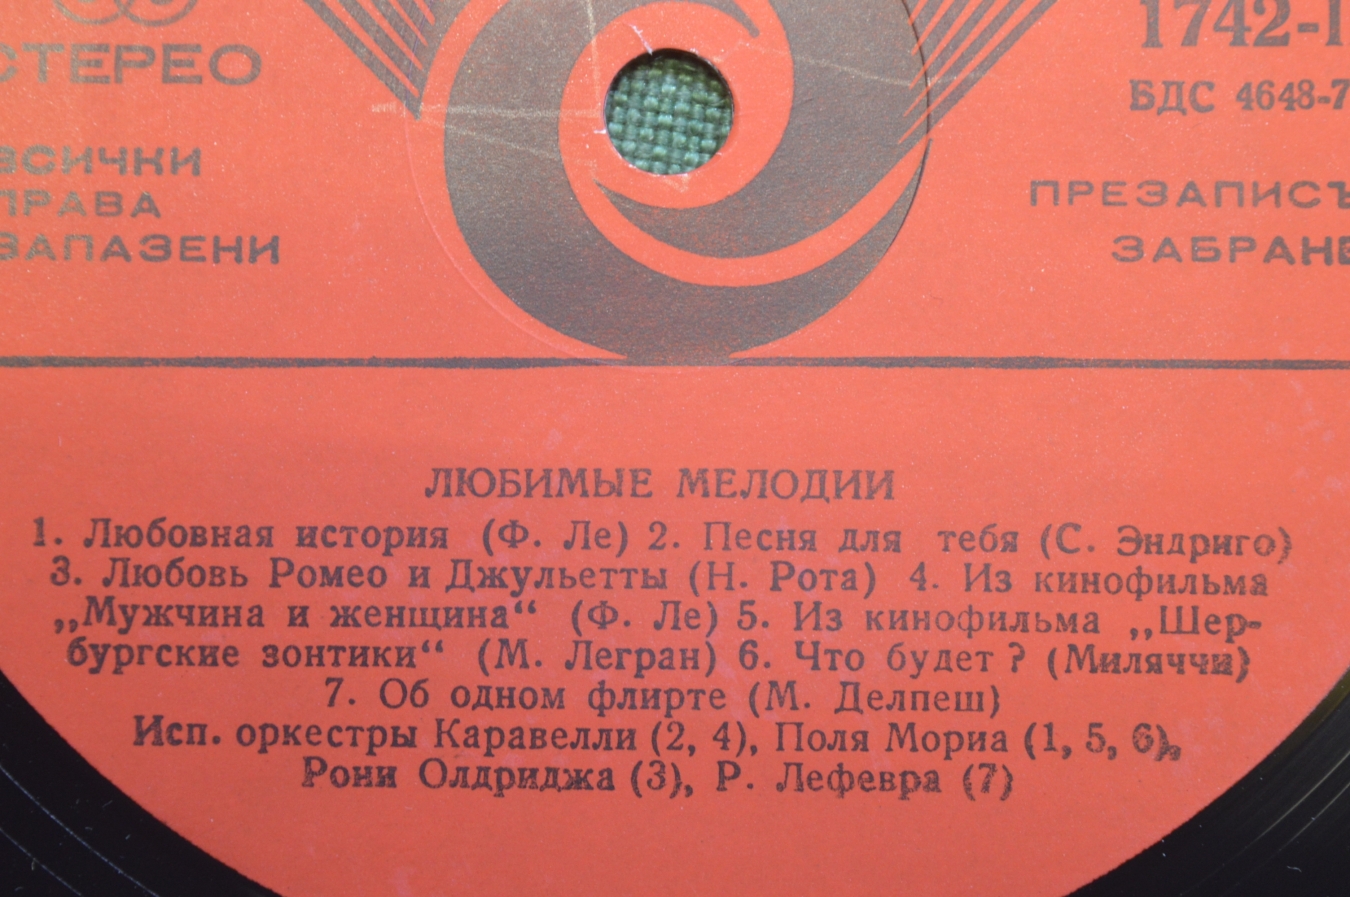 СТЕРЕО
1742-1
БДС 4648-7
ВСИЧКИ
ПРАВА
ЗАПАЗЕНИ
ПРЕЗАПИСЪ
ЗАБРАНЕ
ЛЮБИМЫЕ МЕЛОДИИ
1. Любовная история (Ф. Ле) 2. Песня для тебя (С. Эндриго)
3. Любовь Ромео и Джульетты (Н. Рота) 4. Из кинофильма
„Мужчина и женщина“ (Ф. Ле) 5. Из кинофильма „Шер-
бургские зонтики“ (М. Легран) 6. Что будет? (Миляччи)
7. Об одном флирте (М. Делпеш)
Исп. оркестры Каравелли (2, 4), Поля Мориа (1, 5, 6),
Рони Олдриджа (3), Р. Лефевра (7)